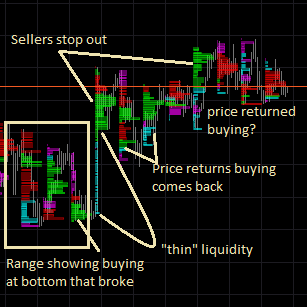 Sellers stop out
price returned
buying?
Price returns buying
comes back
"thin" liquidity
Range showing buying
at bottom that broke